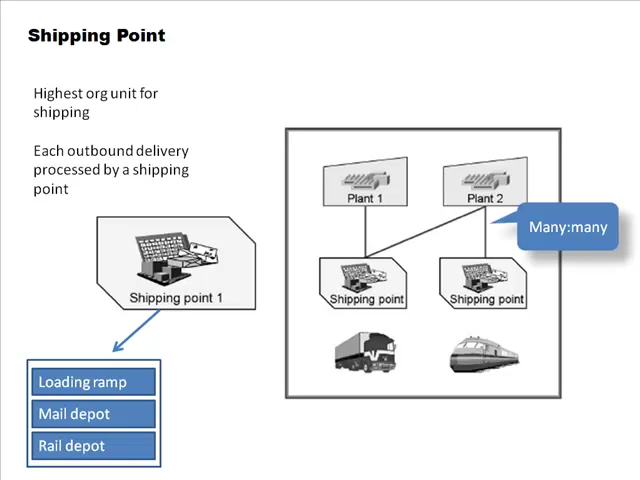 Shipping Point
Highest org unit for
shipping
Each outbound delivery
processed by a shipping
point
Shipping point 1
Loading ramp
Mail depot
Rail depot
Plant 1
Plant 2
Many:many
Shipping point
Shipping point